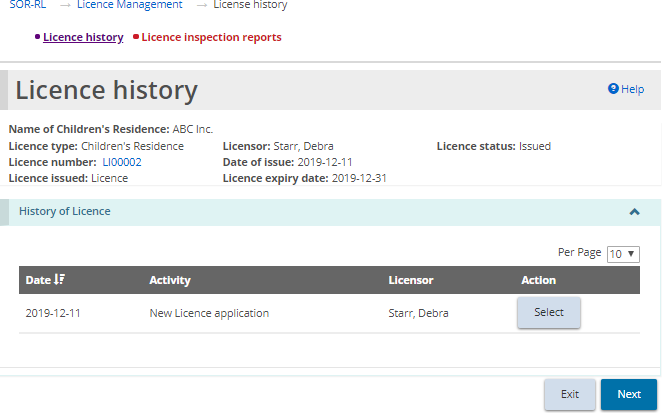 SOR-RL → Licence Management → License history
• Licence history • Licence inspection reports
Licence history
Help
Name of Children's Residence: ABC Inc.
Licence type: Children's Residence Licensor: Starr, Debra Licence status: Issued
Licence number: LI00002 Date of issue: 2019-12-11
Licence issued: Licence Licence expiry date: 2019-12-31
History of Licence
Per Page 10
Date Activity Licensor Action
2019-12-11 New Licence application Starr, Debra Select
Exit Next